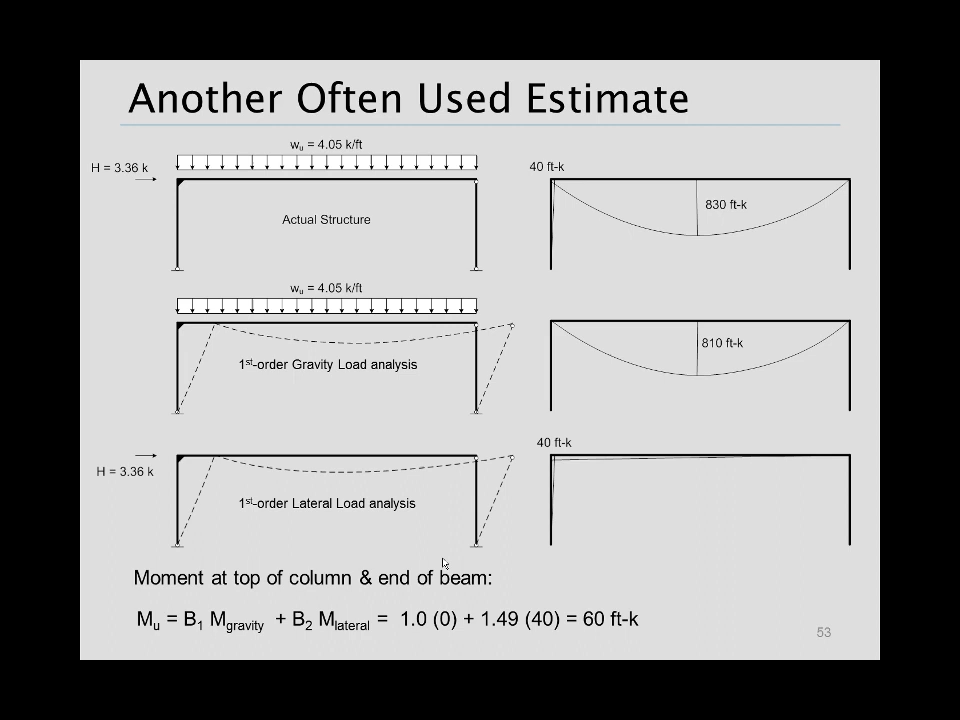 Another Often Used Estimate
wᵤ = 4.05 k/ft
H = 3.36 k
40 ft-k
830 ft-k
Actual Structure
wᵤ = 4.05 k/ft
810 ft-k
1st-order Gravity Load analysis
40 ft-k
H = 3.36 k
1st-order Lateral Load analysis
Moment at top of column & end of beam:
Mu = B1 Mgravity + B2 Mlateral = 1.0 (0) + 1.49 (40) = 60 ft-k
53